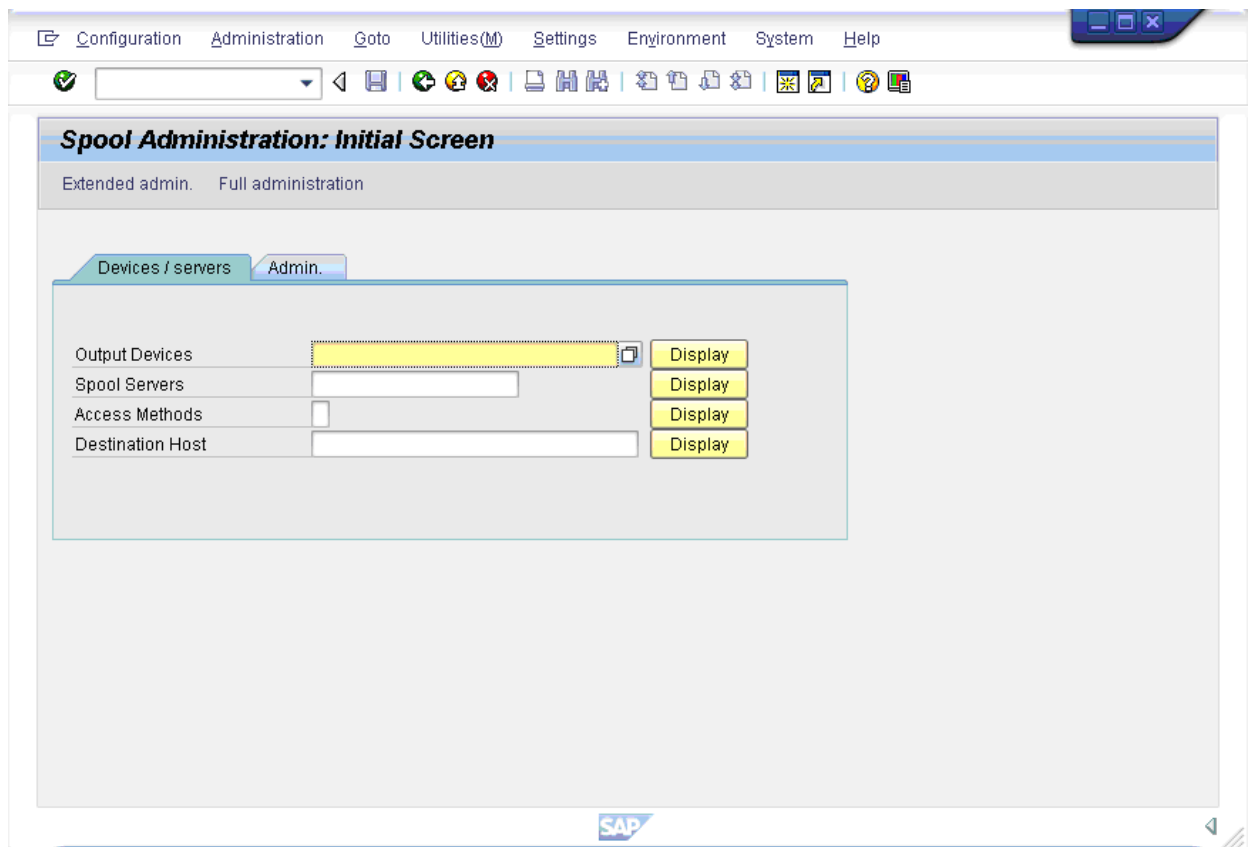 Configuration Administration Goto Utilities(M) Settings Environment System Help
Spool Administration: Initial Screen
Extended admin. Full administration
Devices / servers Admin.
Output Devices Display
Spool Servers Display
Access Methods Display
Destination Host Display
SAP